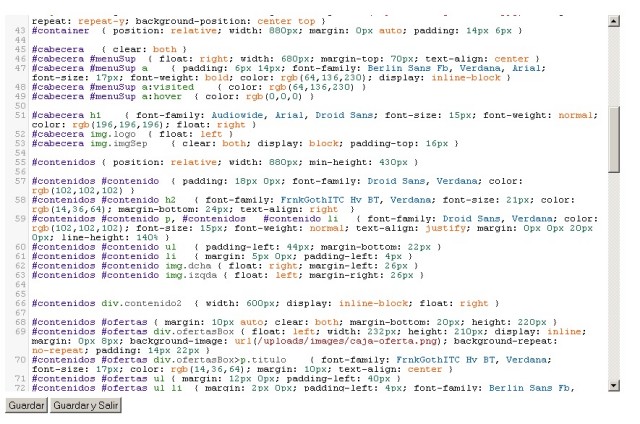 repeat: repeat-y; background-position: center top }
43 #container { position: relative; width: 880px; margin: 0px auto; padding: 14px 6px }
44
45 #cabecera { clear: both }
46 #cabecera #menuSup { float: right; width: 680px; margin-top: 70px; text-align: center }
47 #cabecera #menuSup a { padding: 6px 14px; font-family: Berlin Sans Fb, Verdana, Arial;
font-size: 17px; font-weight: bold; color: rgb(64,136,230); display: inline-block }
48 #cabecera #menuSup a:visited { color: rgb(64,136,230) }
49 #cabecera #menuSup a:hover { color: rgb(0,0,0) }
50
51 #cabecera h1 { font-family: Audiowide, Arial, Droid Sans; font-size: 15px; font-weight: normal;
color: rgb(196,196,196); float: right }
52 #cabecera img.logo { float: left }
53 #cabecera img.imgSep { clear: both; display: block; padding-top: 16px }
54
55 #contenidos { position: relative; width: 880px; min-height: 430px }
56
57 #contenidos #contenido { padding: 18px 0px; font-family: Droid Sans, Verdana; color:
rgb(102,102,102) }
58 #contenidos #contenido h2 { font-family: FrnkGothITC Hv BT, Verdana; font-size: 21px; color:
rgb(14,36,64); margin-bottom: 24px; text-align: right }
59 #contenidos #contenido p, #contenidos #contenido li { font-family: Droid Sans, Verdana; color:
rgb(102,102,102); font-size: 15px; font-weight: normal; text-align: justify; margin: 0px 0px 20px
0px; line-height: 140% }
60 #contenidos #contenido ul { padding-left: 44px; margin-bottom: 22px }
61 #contenidos #contenido li { margin: 5px 0px; padding-left: 4px }
62 #contenidos #contenido img.dcha { float: right; margin-left: 26px }
63 #contenidos #contenido img.izqda { float: left; margin-right: 26px }
64
65
66 #contenidos div.contenido2 { width: 600px; display: inline-block; float: right }
67
68 #contenidos #ofertas { margin: 10px auto; clear: both; margin-bottom: 20px; height: 220px }
69 #contenidos #ofertas div.ofertasBox { float: left; width: 232px; height: 210px; display: inline;
margin: 0px 8px; background-image: url(/uploads/images/caja-oferta.png); background-repeat:
no-repeat; padding: 14px 22px }
70 #contenidos #ofertas div.ofertasBox>p.titulo { font-family: FrnkGothITC Hv BT, Verdana;
font-size: 17px; color: rgb(14,36,64); margin: 10px; text-align: center }
71 #contenidos #ofertas ul { margin: 12px 0px; padding-left: 40px }
72 #contenidos #ofertas ul li { margin: 2px 0px; padding-left: 4px; font-family: Berlin Sans Fb,
Guardar Guardar y Salir